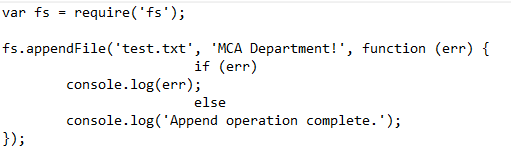 var fs = require('fs');
fs.appendFile('test.txt', 'MCA Department!', function (err) {
if (err)
console.log(err);
else
console.log('Append operation complete.');
});